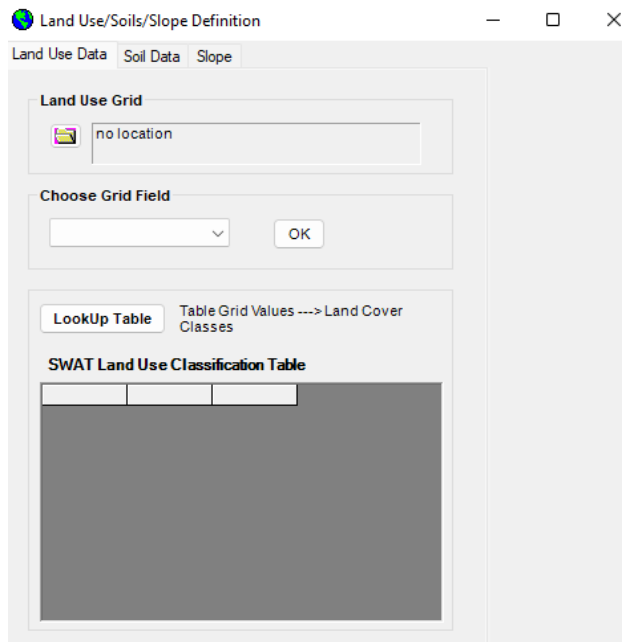 Land Use/Soils/Slope Definition
Land Use Data Soil Data Slope
Land Use Grid
no location
Choose Grid Field
OK
LookUp Table
Table Grid Values ---> Land Cover
Classes
SWAT Land Use Classification Table